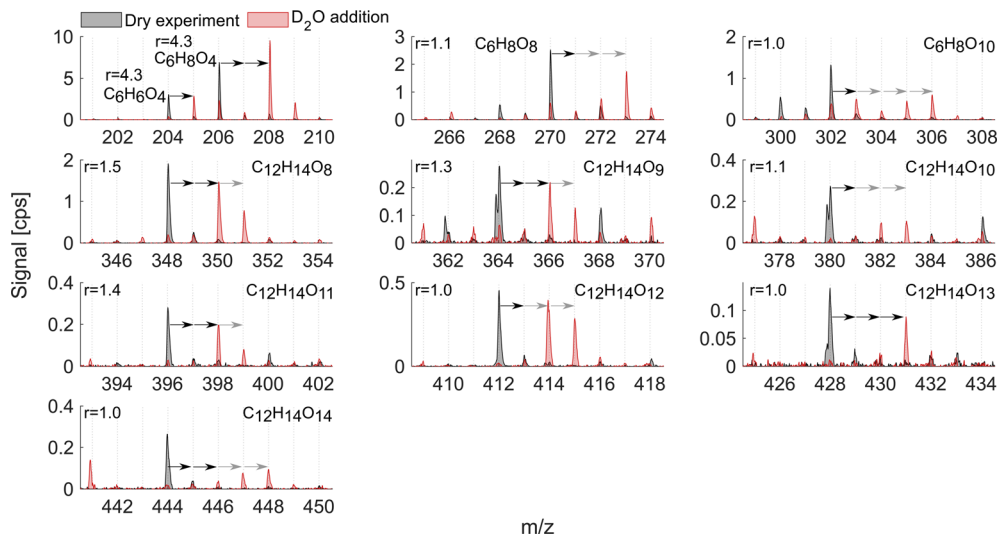 Dry experiment D₂O addition
r=4.3
C₆H₈O₄
r=4.3
C₆H₆O₄
10
5
0
202 204 206 208 210
r=1.1 C₆H₈O₈
3
2
1
0
266 268 270 272 274
r=1.0 C₆H₈O₁₀
2
1
0
300 302 304 306 308
r=1.5 C₁₂H₁₄O₈
2
1
0
346 348 350 352 354
r=1.3 C₁₂H₁₄O₉
0.2
0.1
0
362 364 366 368 370
r=1.1 C₁₂H₁₄O₁₀
0.4
0.2
0
378 380 382 383 384 386
r=1.4 C₁₂H₁₄O₁₁
0.4
0.2
0
394 396 398 400 402
r=1.0 C₁₂H₁₄O₁₂
0.5
0
410 412 414 416 418
r=1.0 C₁₂H₁₄O₁₃
0.1
0.05
0
426 428 430 431 432 434
r=1.0 C₁₂H₁₄O₁₄
0.4
0.2
0
442 444 446 448 450
Signal [cps]
m/z